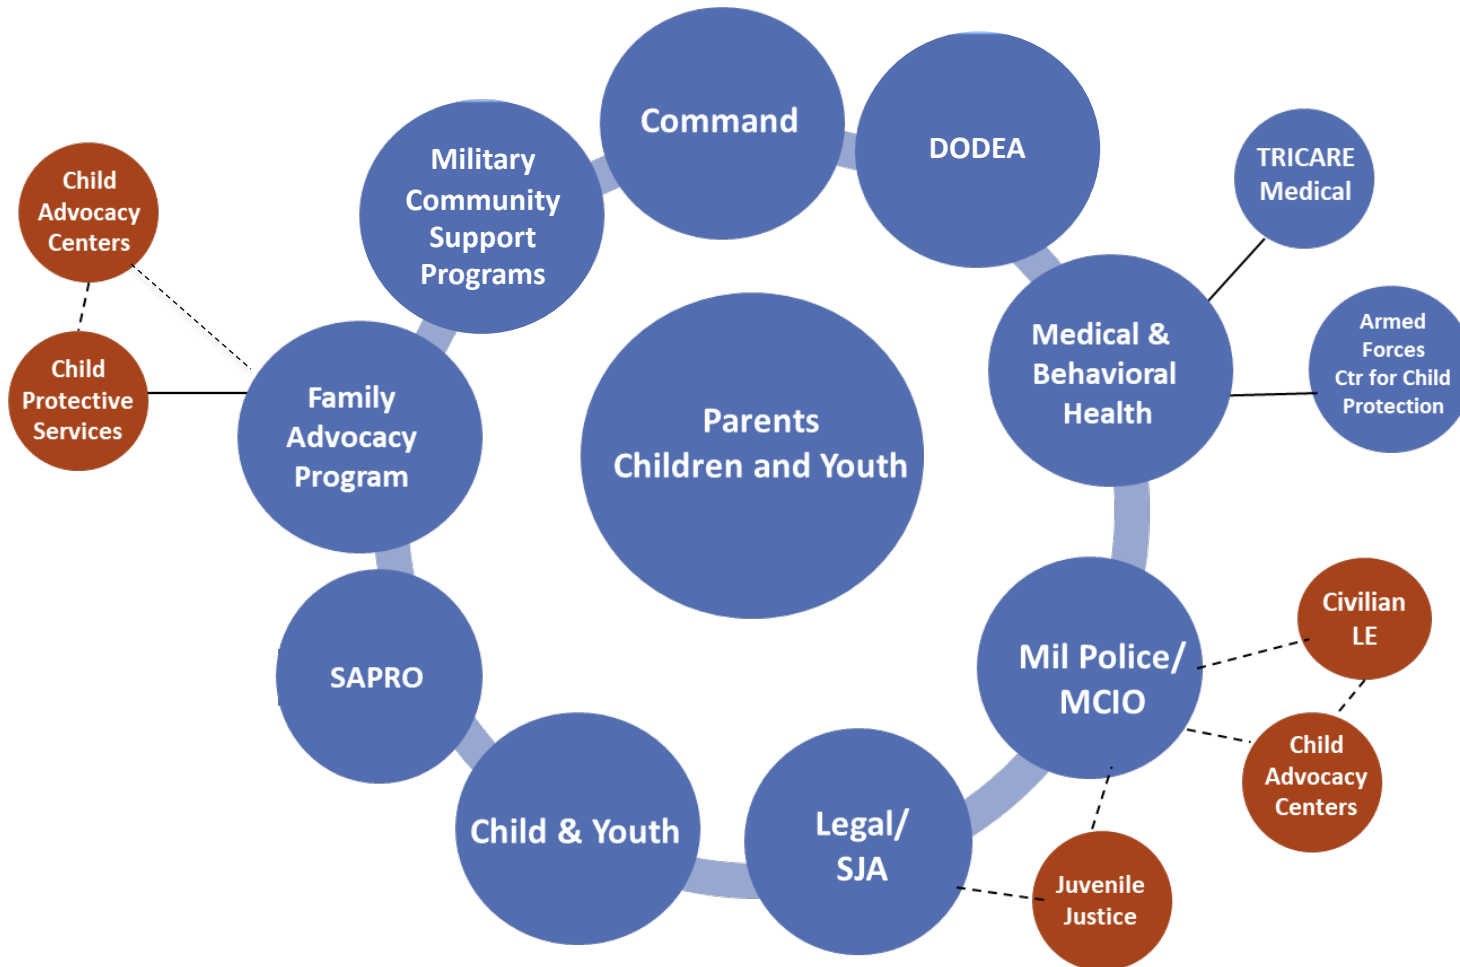 Command
DODEA
Military
Community
Support
Programs
TRICARE
Medical
Child
Advocacy
Centers
Medical &
Behavioral
Health
Armed
Forces
Ctr for Child
Protection
Child
Protective
Services
Family
Advocacy
Program
Parents
Children and Youth
SAPRO
Mil Police/
MCIO
Civilian
LE
Child
Advocacy
Centers
Child & Youth
Legal/
SJA
Juvenile
Justice